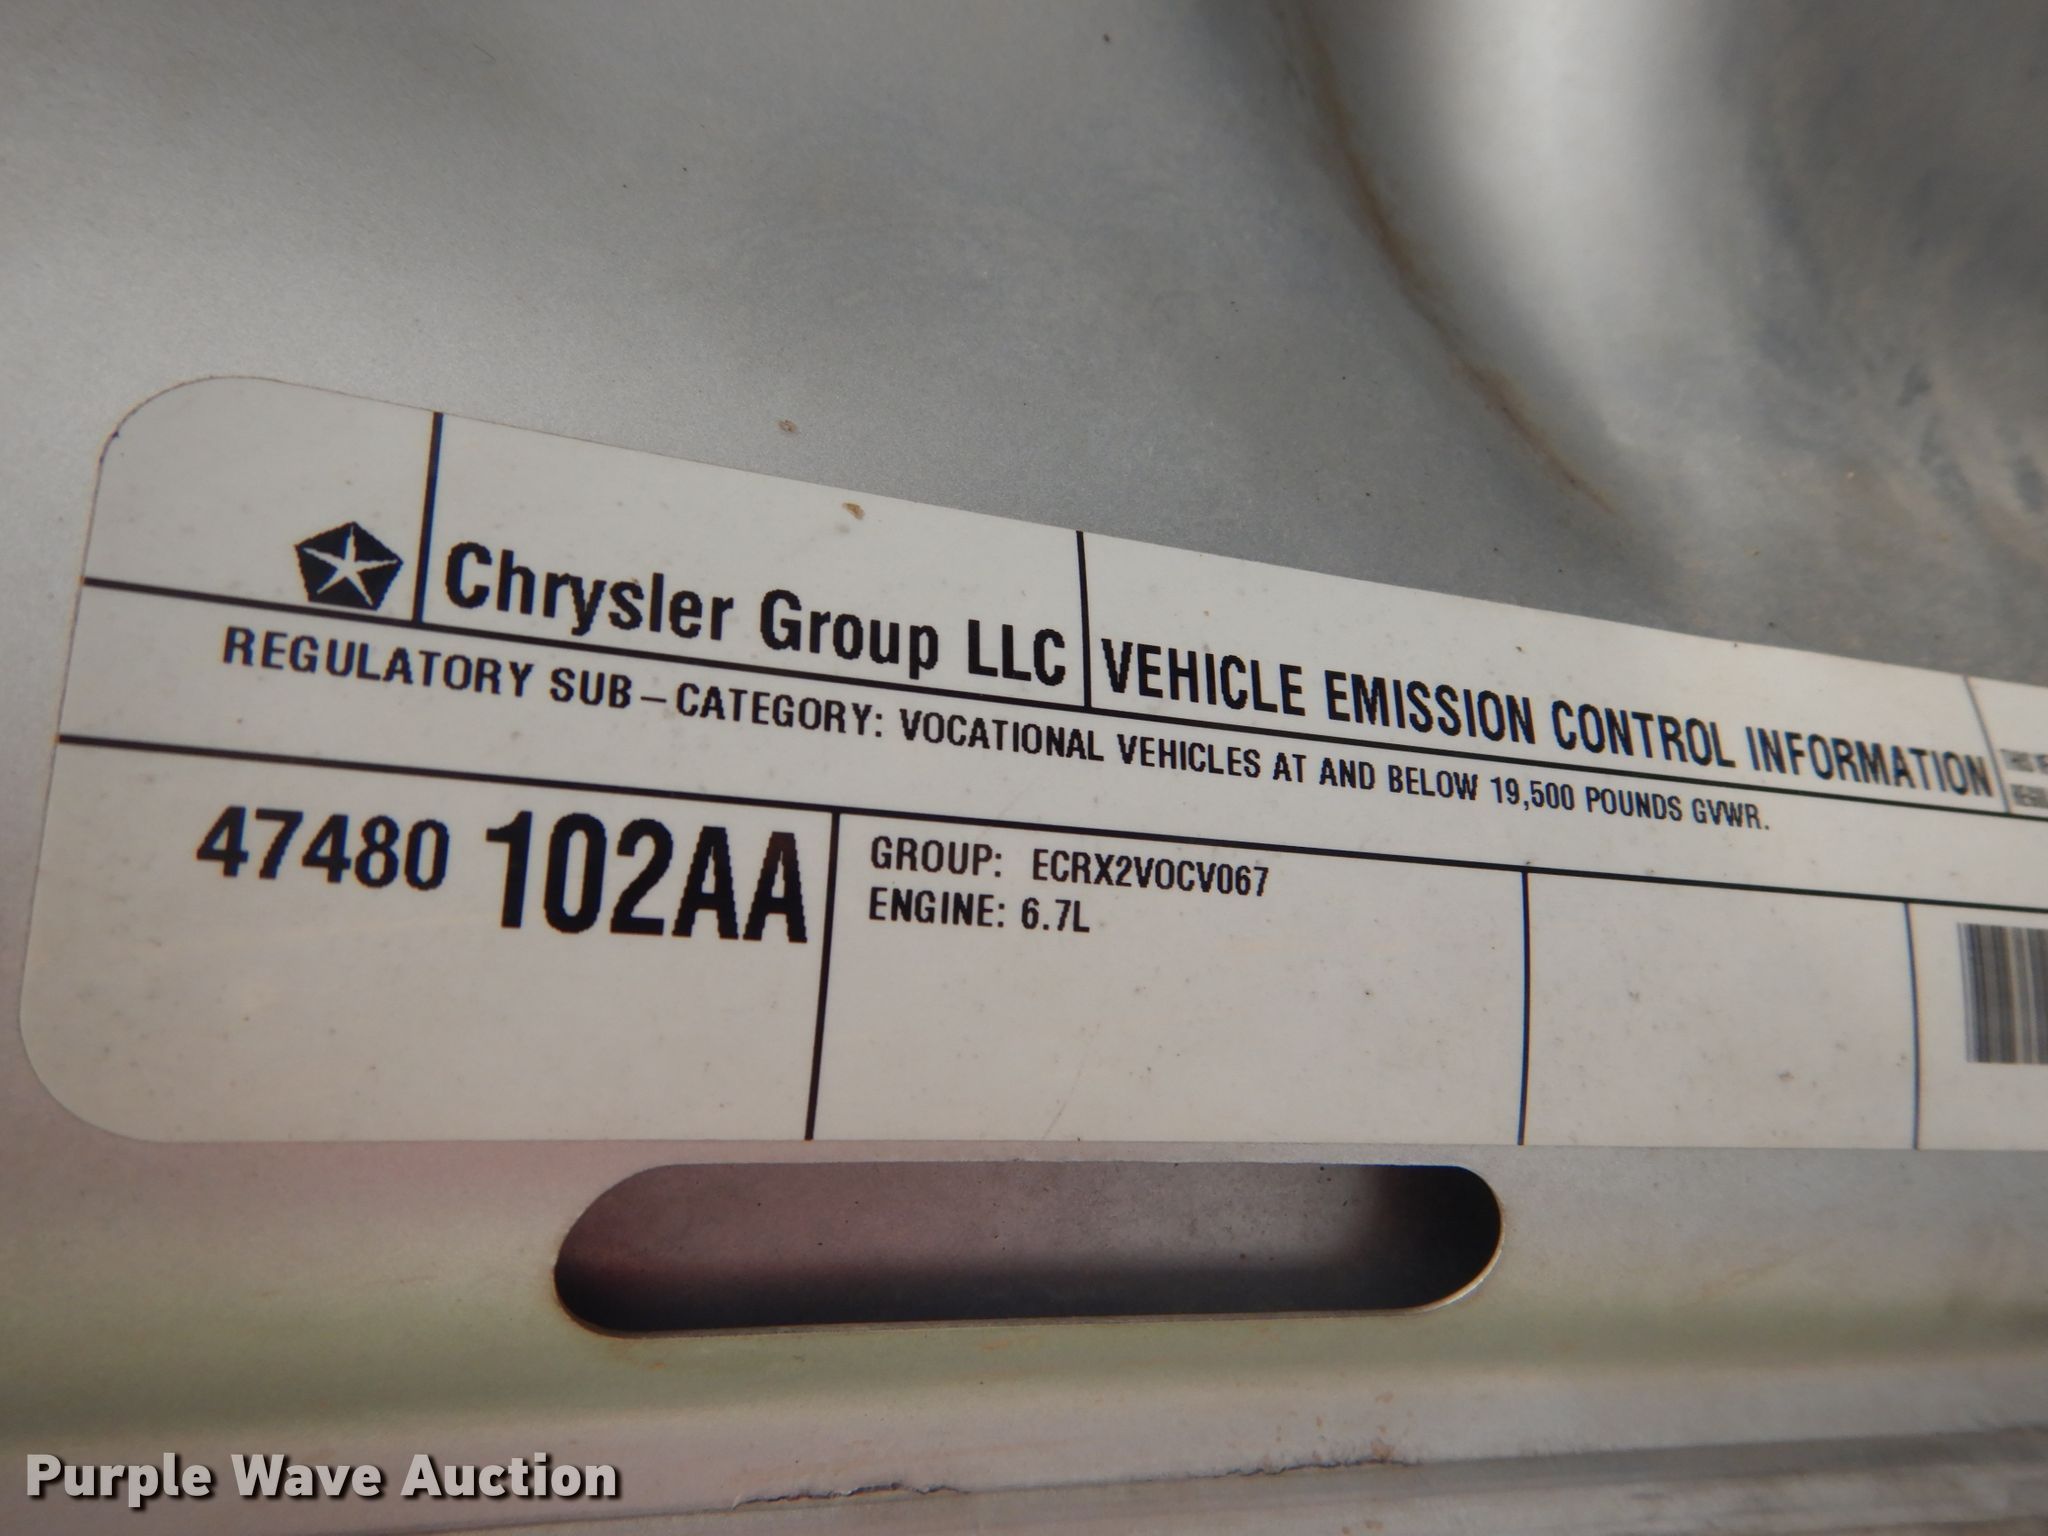 Chrysler Group LLC
VEHICLE EMISSION CONTROL INFORMATION
REGULATORY SUB-CATEGORY: VOCATIONAL VEHICLES AT AND BELOW 19,500 POUNDS GVWR.
47480 102AA
GROUP: ECRX2VOCV067
ENGINE: 6.7L
Purple Wave Auction